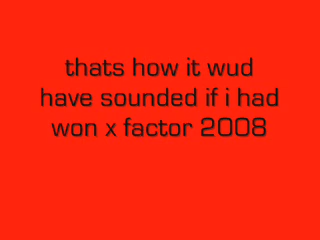 thats how it wud
have sounded if i had
won x factor 2008